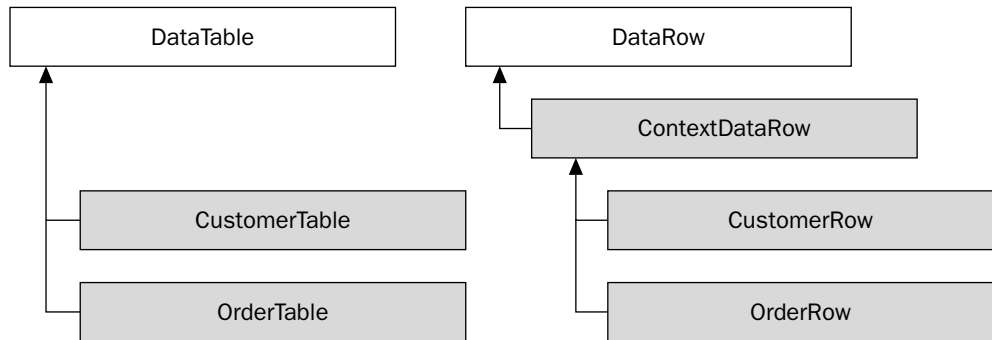 DataTable
DataRow
ContextDataRow
CustomerTable
CustomerRow
OrderTable
OrderRow